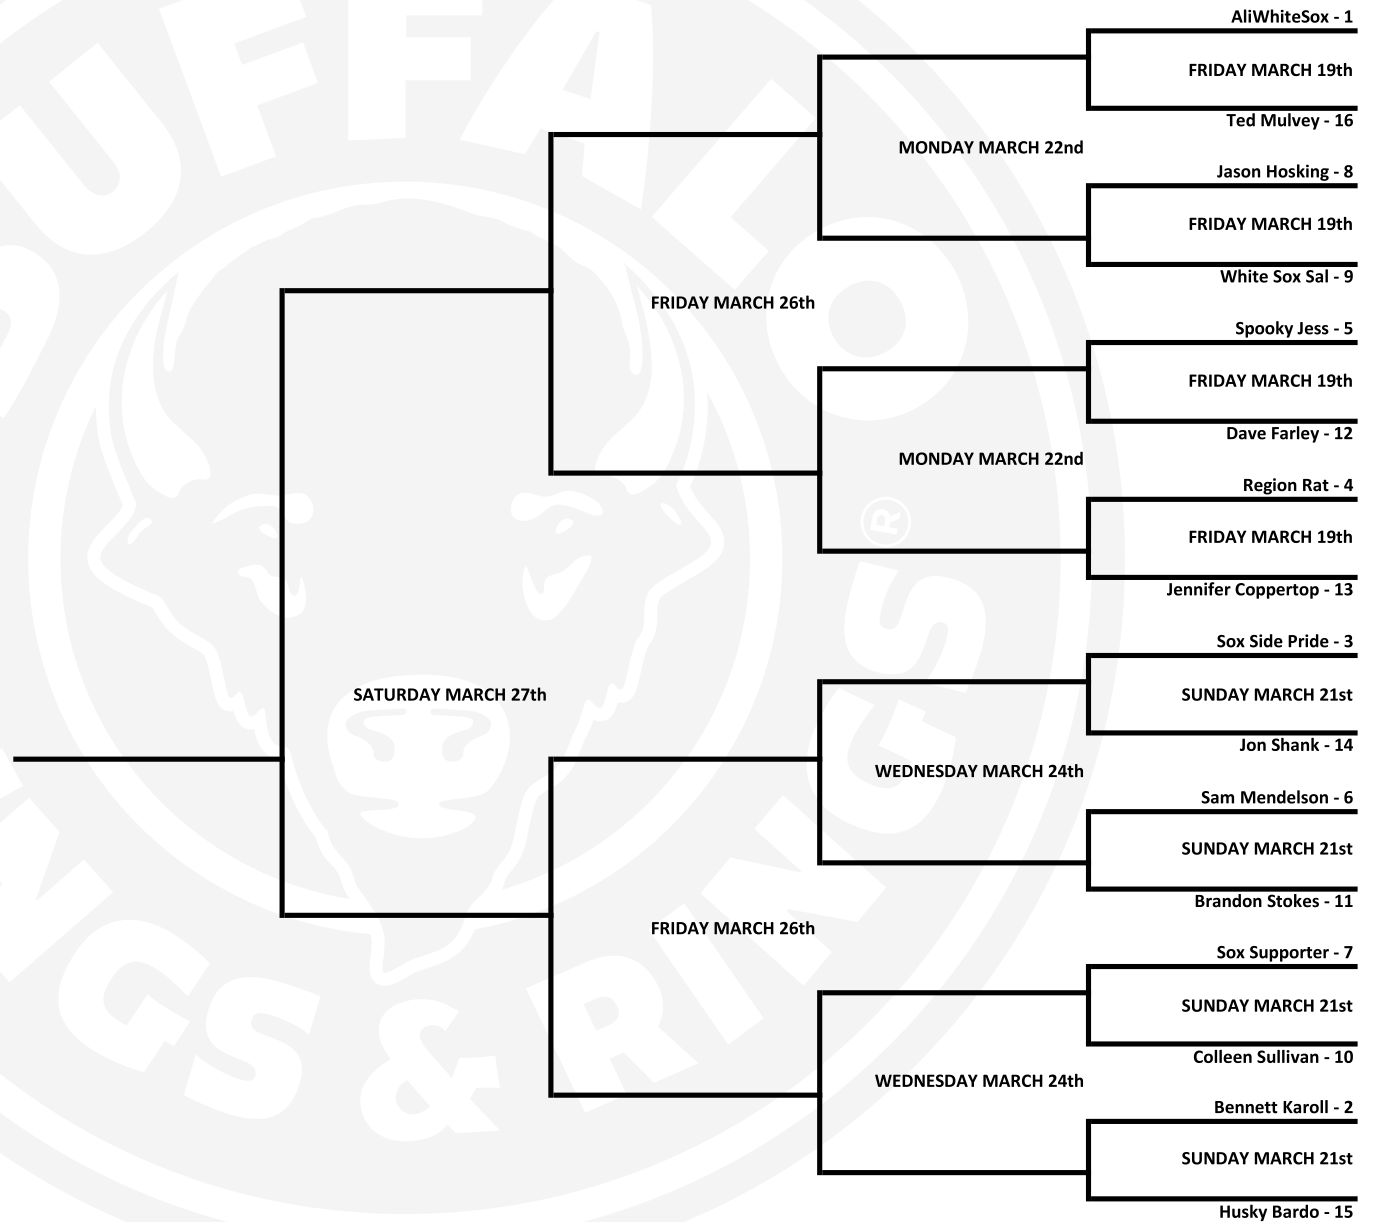 AliWhiteSox - 1
FRIDAY MARCH 19th
Ted Mulvey - 16
MONDAY MARCH 22nd
Jason Hosking - 8
FRIDAY MARCH 19th
White Sox Sal - 9
FRIDAY MARCH 26th
Spooky Jess - 5
FRIDAY MARCH 19th
Dave Farley - 12
MONDAY MARCH 22nd
Region Rat - 4
FRIDAY MARCH 19th
Jennifer Coppertop - 13
SATURDAY MARCH 27th
Sox Side Pride - 3
SUNDAY MARCH 21st
Jon Shank - 14
WEDNESDAY MARCH 24th
Sam Mendelson - 6
SUNDAY MARCH 21st
Brandon Stokes - 11
FRIDAY MARCH 26th
Sox Supporter - 7
SUNDAY MARCH 21st
Colleen Sullivan - 10
WEDNESDAY MARCH 24th
Bennett Karoll - 2
SUNDAY MARCH 21st
Husky Bardo - 15
BUFFALO
WINGS & RINGS
®